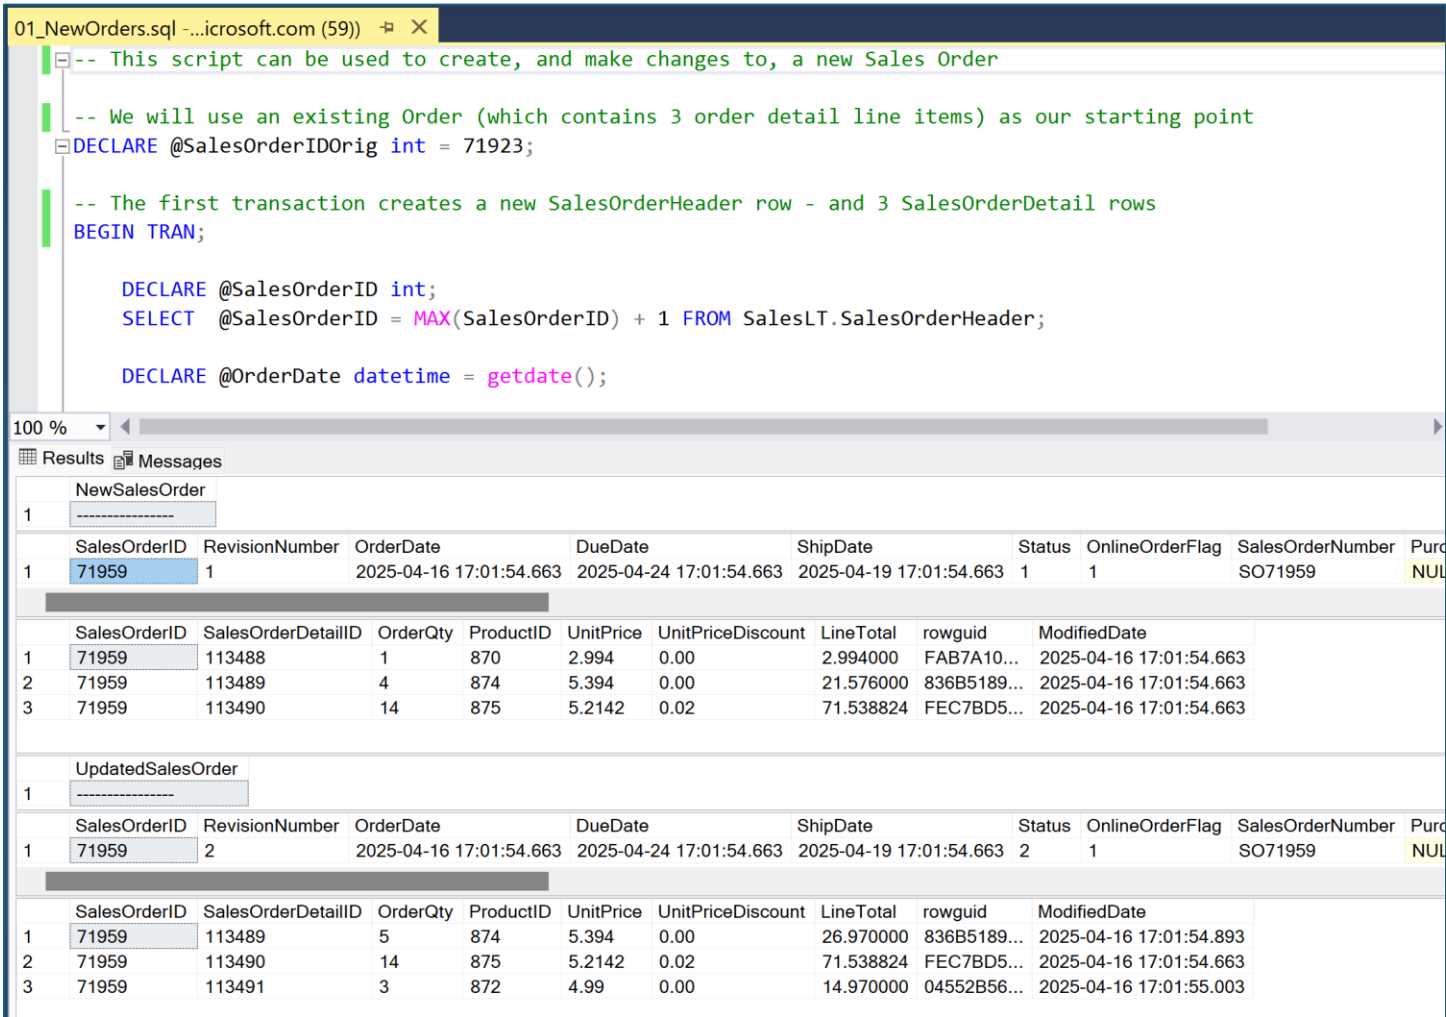 01_NewOrders.sql -...icrosoft.com (59))
-- This script can be used to create, and make changes to, a new Sales Order
-- We will use an existing Order (which contains 3 order detail line items) as our starting point
DECLARE @SalesOrderIDOrig int = 71923;
-- The first transaction creates a new SalesOrderHeader row - and 3 SalesOrderDetail rows
BEGIN TRAN;
DECLARE @SalesOrderID int;
SELECT @SalesOrderID = MAX(SalesOrderID) + 1 FROM SalesLT.SalesOrderHeader;
DECLARE @OrderDate datetime = getdate();
100 %
Results Messages
NewSalesOrder
1 ----------------
SalesOrderID RevisionNumber OrderDate DueDate ShipDate Status OnlineOrderFlag SalesOrderNumber Purc
1 71959 1 2025-04-16 17:01:54.663 2025-04-24 17:01:54.663 2025-04-19 17:01:54.663 1 1 SO71959 NUL
SalesOrderID SalesOrderDetailID OrderQty ProductID UnitPrice UnitPriceDiscount LineTotal rowguid ModifiedDate
1 71959 113488 1 870 2.994 0.00 2.994000 FAB7A10... 2025-04-16 17:01:54.663
2 71959 113489 4 874 5.394 0.00 21.576000 836B5189... 2025-04-16 17:01:54.663
3 71959 113490 14 875 5.2142 0.02 71.538824 FEC7BD5... 2025-04-16 17:01:54.663
UpdatedSalesOrder
1 ----------------
SalesOrderID RevisionNumber OrderDate DueDate ShipDate Status OnlineOrderFlag SalesOrderNumber Purc
1 71959 2 2025-04-16 17:01:54.663 2025-04-24 17:01:54.663 2025-04-19 17:01:54.663 2 1 SO71959 NUL
SalesOrderID SalesOrderDetailID OrderQty ProductID UnitPrice UnitPriceDiscount LineTotal rowguid ModifiedDate
1 71959 113489 5 874 5.394 0.00 26.970000 836B5189... 2025-04-16 17:01:54.893
2 71959 113490 14 875 5.2142 0.02 71.538824 FEC7BD5... 2025-04-16 17:01:54.663
3 71959 113491 3 872 4.99 0.00 14.970000 04552B56... 2025-04-16 17:01:55.003